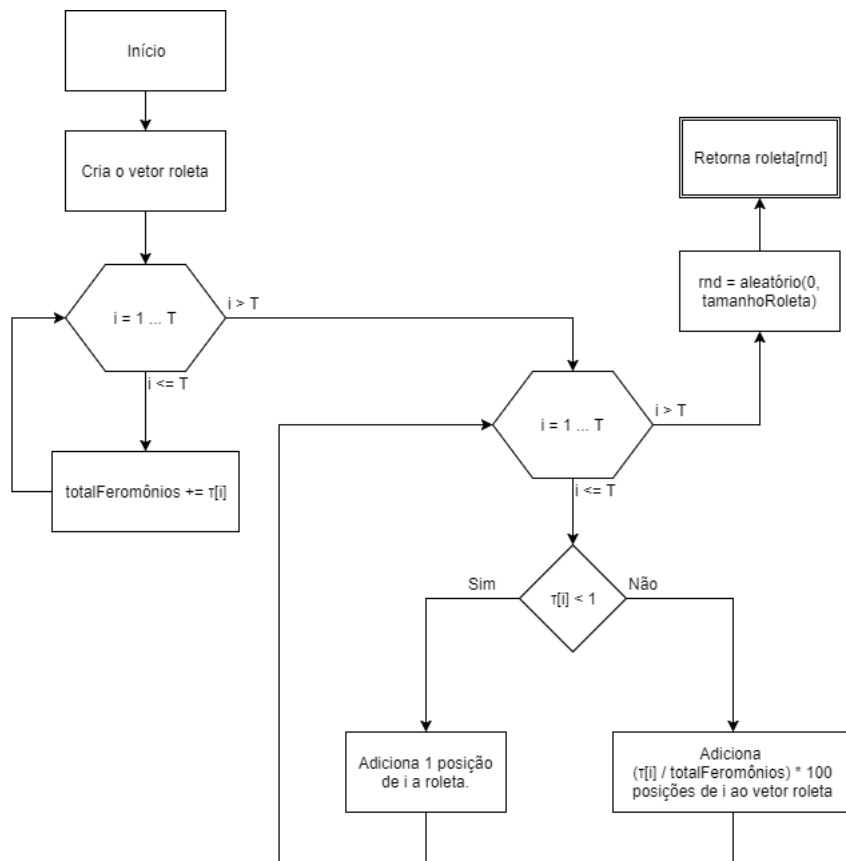 Início
Cria o vetor roleta
i = 1 ... T
i > T
i <= T
totalFeromônios += τ[i]
Retorna roleta[rnd]
rnd = aleatório(0,
tamanhoRoleta)
i = 1 ... T
i > T
i <= T
τ[i] < 1
Sim
Não
Adiciona 1 posição
de i a roleta.
Adiciona
(τ[i] / totalFeromônios) * 100
posições de i ao vetor roleta